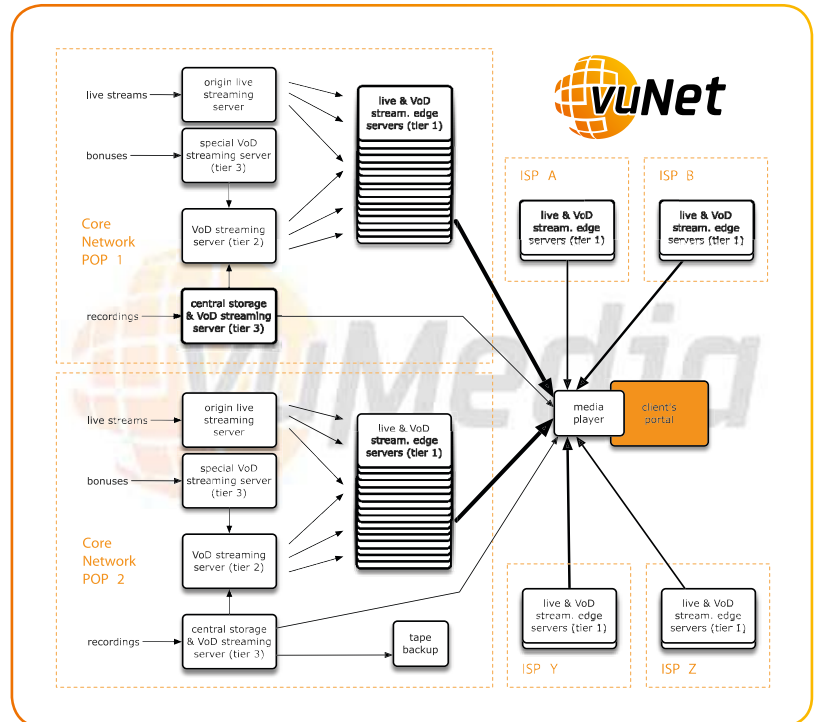 vuNet
live streams
origin live
streaming
server
live & VoD
stream. edge
servers (tier 1)
bonuses
special VoD
streaming server
(tier 3)
Core
Network
POP 1
VoD streaming
server (tier 2)
recordings
central storage
& VoD streaming
server (tier 3)
ISP A
live & VoD
stream. edge
servers (tier 1)
ISP B
live & VoD
stream. edge
servers (tier 1)
vuMedia
media
player
client's
portal
live streams
origin live
streaming
server
live & VoD
stream. edge
servers (tier 1)
bonuses
special VoD
streaming server
(tier 3)
Core
Network
POP 2
VoD streaming
server (tier 2)
recordings
central storage
& VoD streaming
server (tier 3)
tape
backup
live & VoD
stream. edge
servers (tier 1)
ISP Y
live & VoD
stream. edge
servers (tier 1)
ISP Z